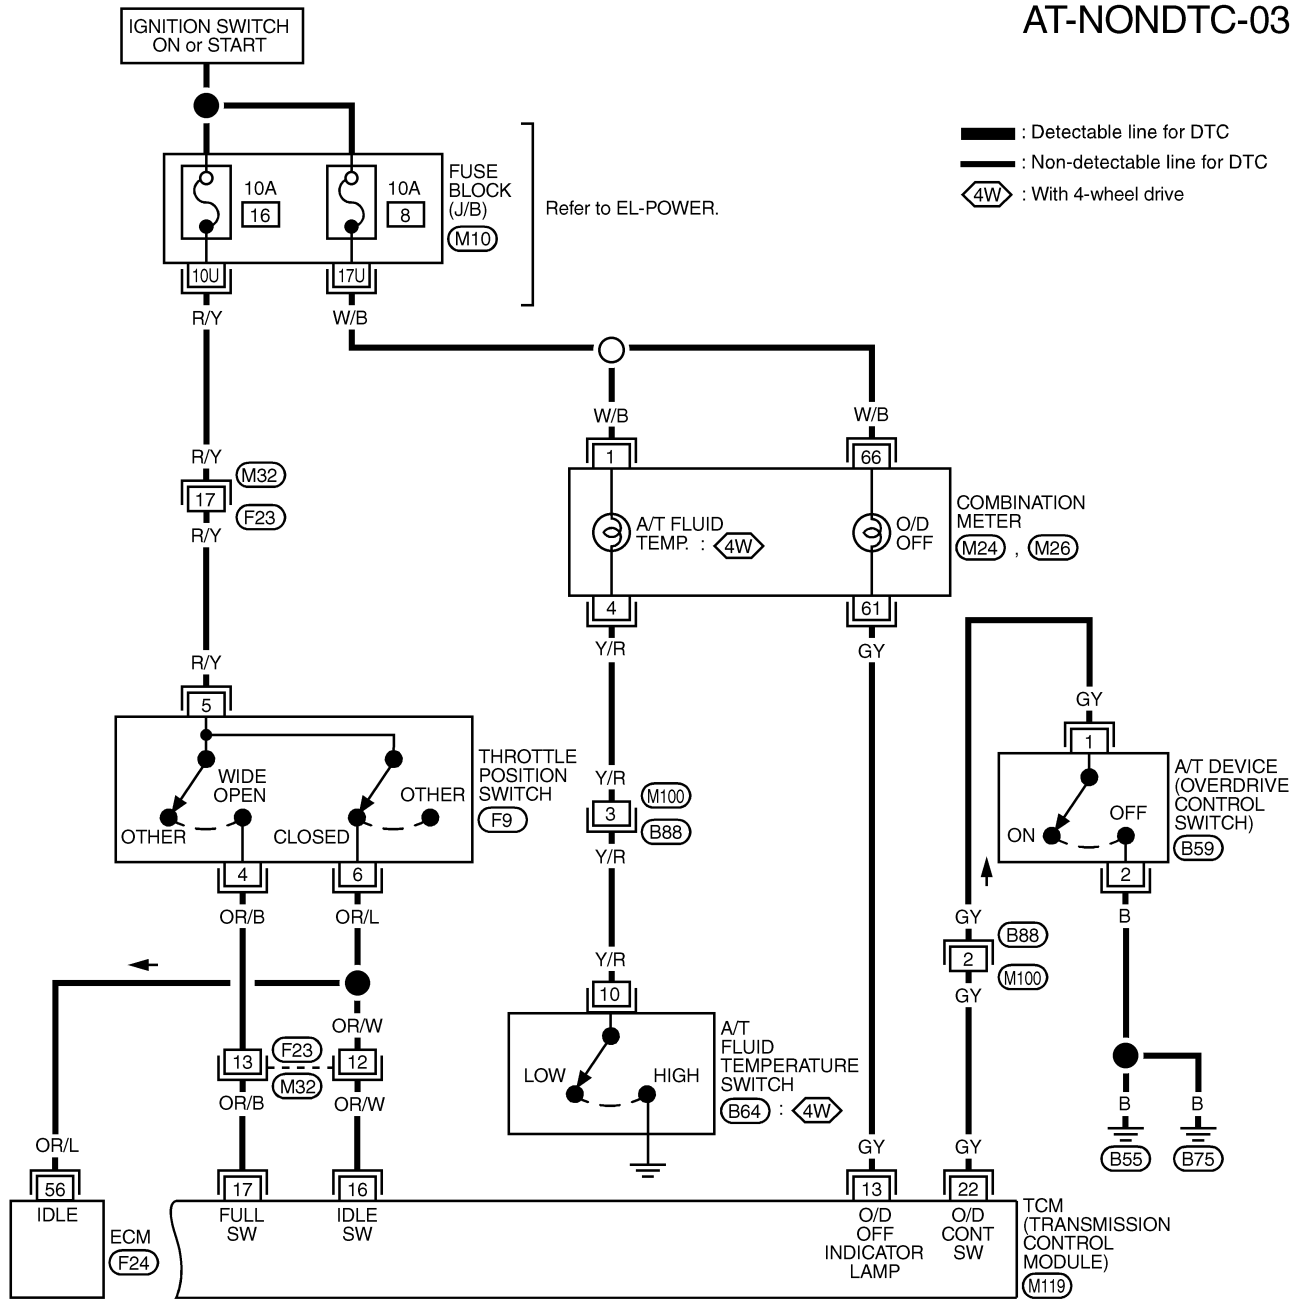 AT-NONDTC-03
IGNITION SWITCH
ON or START
: Detectable line for DTC
: Non-detectable line for DTC
4W : With 4-wheel drive
10A
16
10A
8
FUSE
BLOCK
(J/B)
M10
Refer to EL-POWER.
10U
17U
R/Y
W/B
W/B
W/B
R/Y
M32
17
F23
R/Y
1
66
A/T FLUID
TEMP. : 4W
O/D
OFF
COMBINATION
METER
M24 , M26
4
61
Y/R
GY
R/Y
5
WIDE
OPEN
OTHER
CLOSED
OTHER
THROTTLE
POSITION
SWITCH
F9
4
6
OR/B
OR/L
Y/R
3
M100
B88
Y/R
GY
1
ON
OFF
A/T DEVICE
(OVERDRIVE
CONTROL
SWITCH)
B59
2
B
GY
2
B88
M100
GY
Y/R
10
LOW
HIGH
A/T
FLUID
TEMPERATURE
SWITCH
B64 : 4W
OR/W
13
F23
M32
12
OR/B
OR/W
B
B
B55
B75
OR/L
56
IDLE
ECM
F24
17
FULL
SW
16
IDLE
SW
GY
13
O/D
OFF
INDICATOR
LAMP
GY
22
O/D
CONT
SW
TCM
(TRANSMISSION
CONTROL
MODULE)
M119